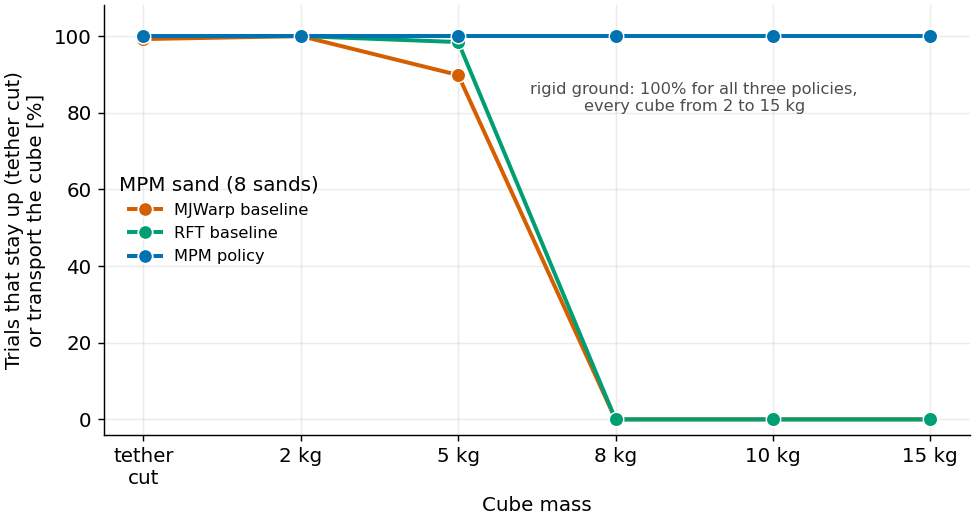 Trials that stay up (tether cut)
or transport the cube [%]
100
80
60
40
20
0
rigid ground: 100% for all three policies,
every cube from 2 to 15 kg
MPM sand (8 sands)
MJWarp baseline
RFT baseline
MPM policy
tether
cut
2 kg
5 kg
8 kg
10 kg
15 kg
Cube mass